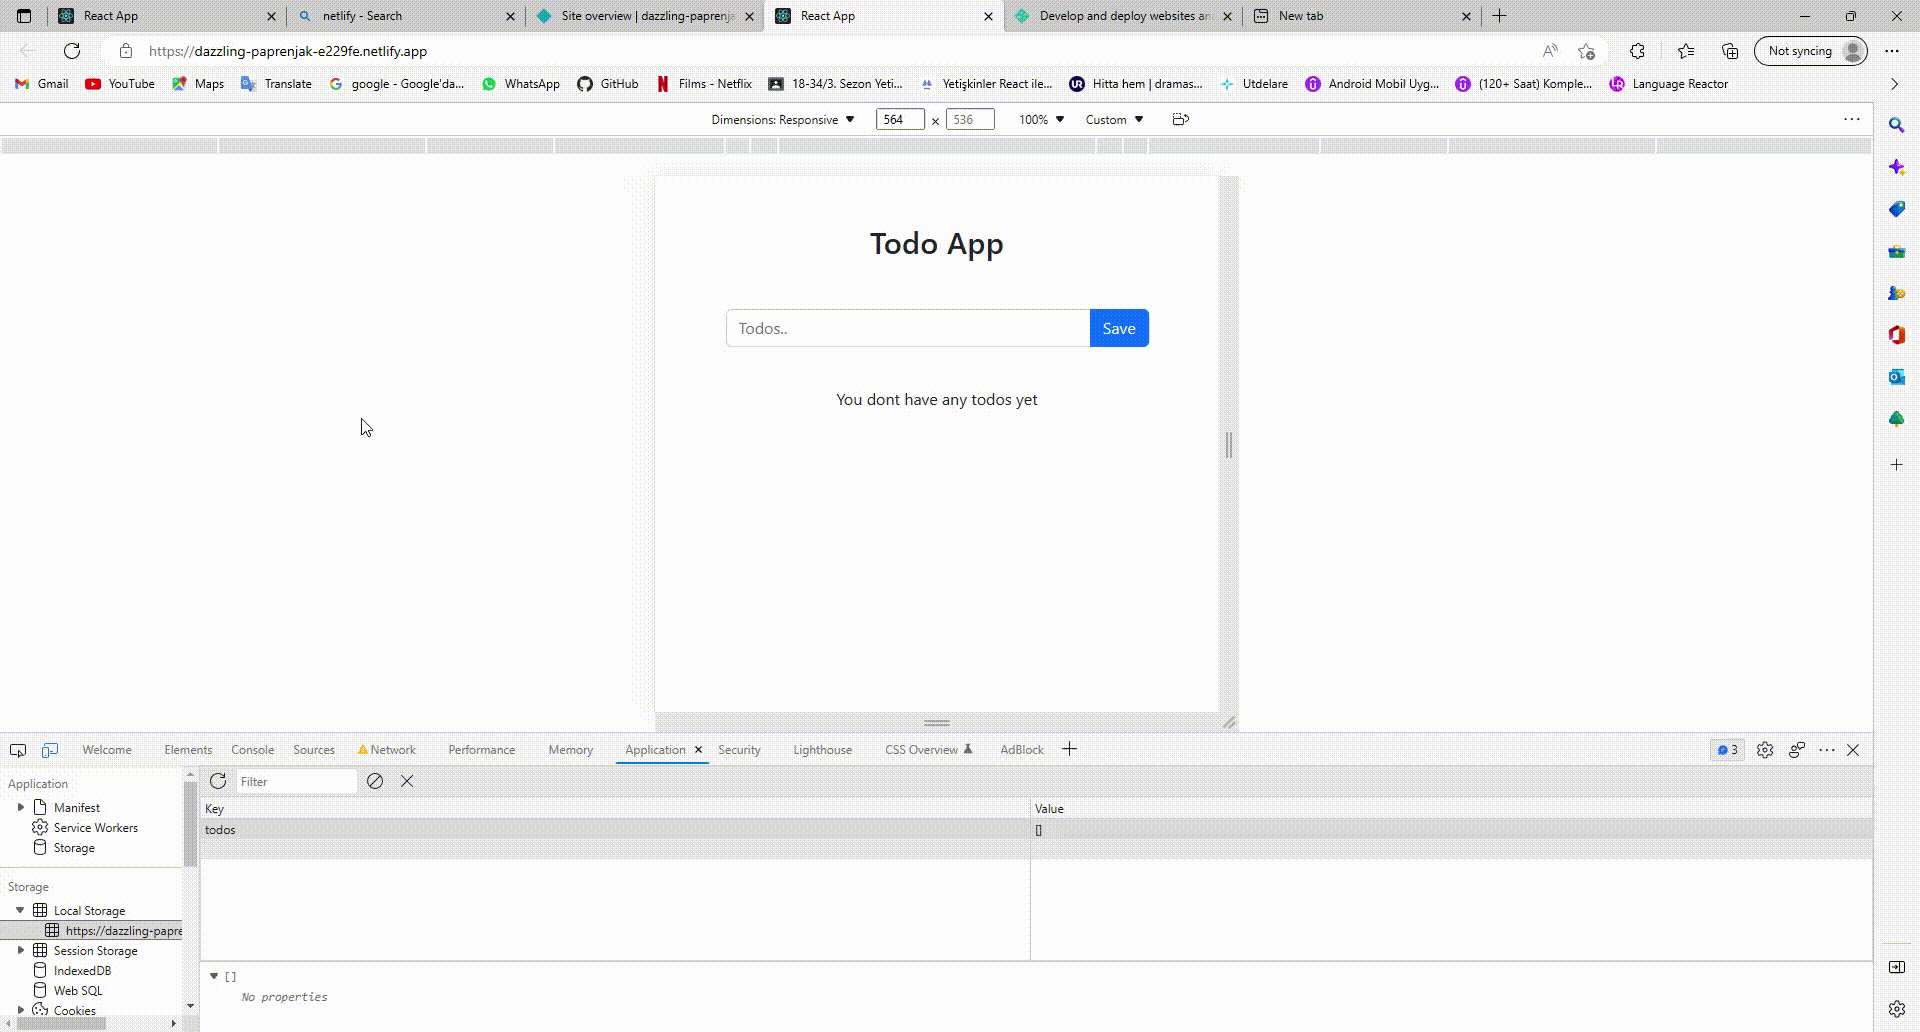 React App
netlify - Search
Site overview | dazzling-paprenja
React App
Develop and deploy websites an
New tab
https://dazzling-paprenjak-e229fe.netlify.app
Not syncing
Gmail
YouTube
Maps
Translate
google - Google'da...
WhatsApp
GitHub
Films - Netflix
18-34/3. Sezon Yeti...
Yetişkinler React ile...
Hitta hem | dramas...
Utdelare
Android Mobil Uyg...
(120+ Saat) Komple...
Language Reactor
Dimensions: Responsive
564 × 536
100%
Custom
Todo App
Todos..
Save
You dont have any todos yet
Welcome
Elements
Console
Sources
Network
Performance
Memory
Application
Security
Lighthouse
CSS Overview
AdBlock
3
Application
Manifest
Service Workers
Storage
Storage
Local Storage
https://dazzling-papre
Session Storage
IndexedDB
Web SQL
Cookies
Filter
Key
Value
todos
[]
[]
No properties